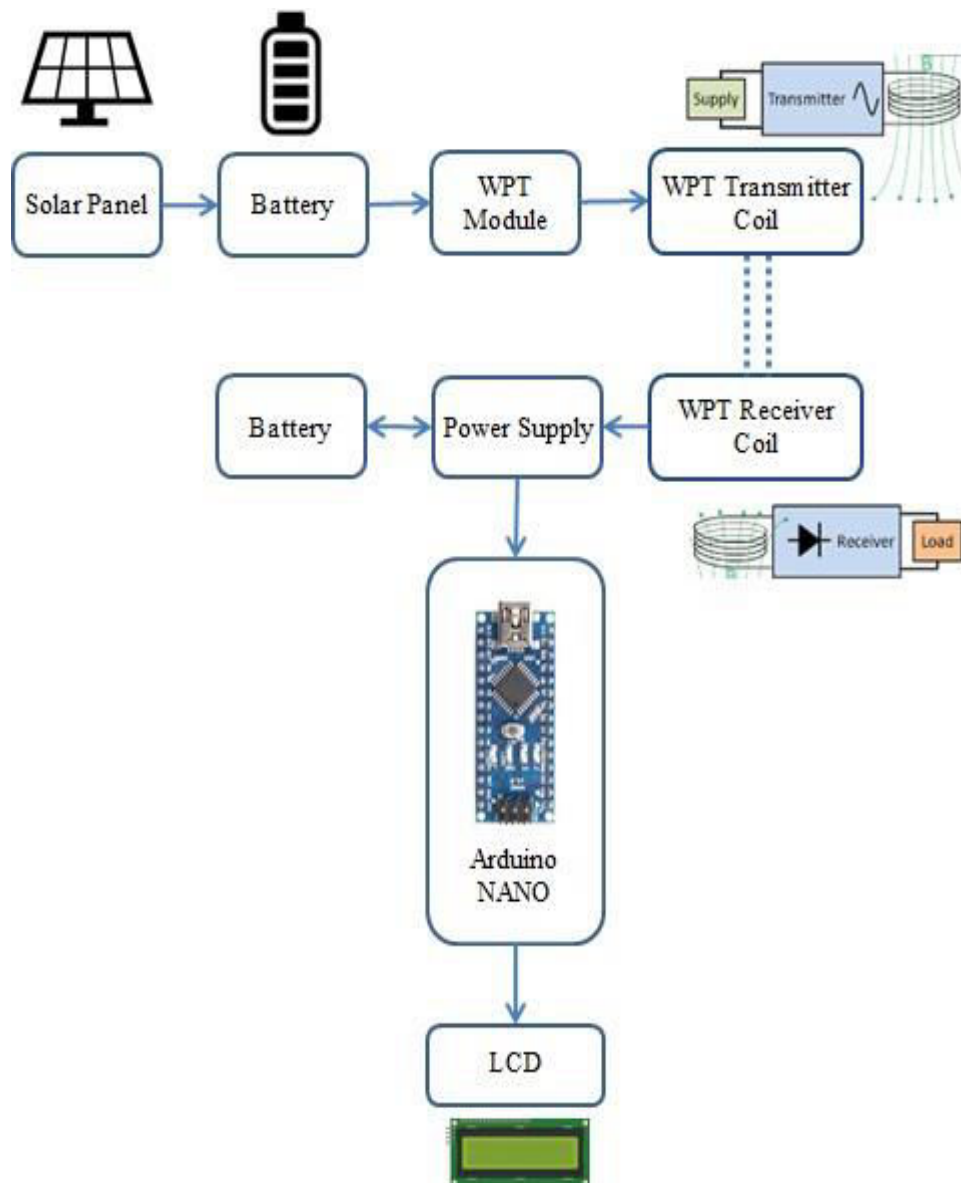 B
Supply
Transmitter
Solar Panel
Battery
WPT
Module
WPT Transmitter
Coil
Battery
Power Supply
WPT Receiver
Coil
Receiver
Load
Arduino
NANO
LCD